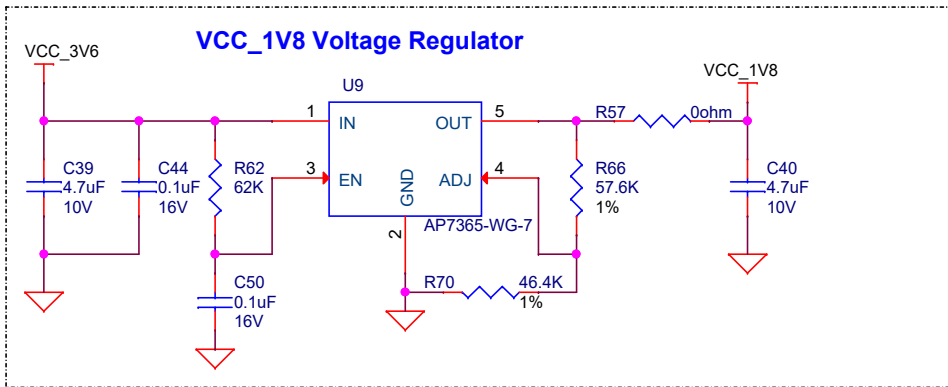 VCC_1V8 Voltage Regulator
VCC_3V6
VCC_1V8
U9
1
IN
OUT
5
R57
0ohm
C39
4.7uF
10V
C44
0.1uF
16V
R62
62K
3
EN
GND
ADJ
4
R66
57.6K
1%
C40
4.7uF
10V
2
AP7365-WG-7
C50
0.1uF
16V
R70
46.4K
1%